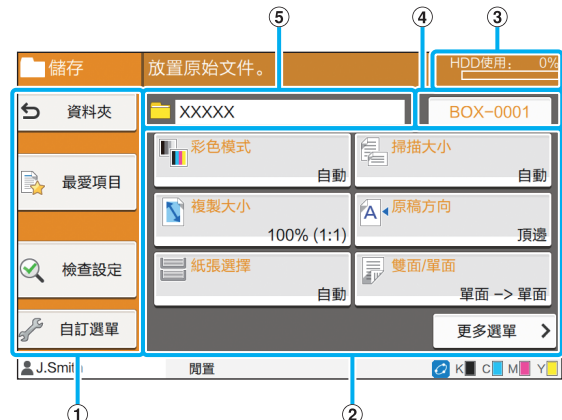 ⑤ ④ ③
儲存
放置原始文件。
HDD使用： 0%
資料夾
XXXXX
BOX-0001
最愛項目
檢查設定
自訂選單
彩色模式
自動
掃描大小
自動
複製大小
100% (1:1)
原稿方向
頂邊
紙張選擇
自動
雙面/單面
單面 -> 單面
更多選單
J.Smith
閒置
K C M Y
① ②